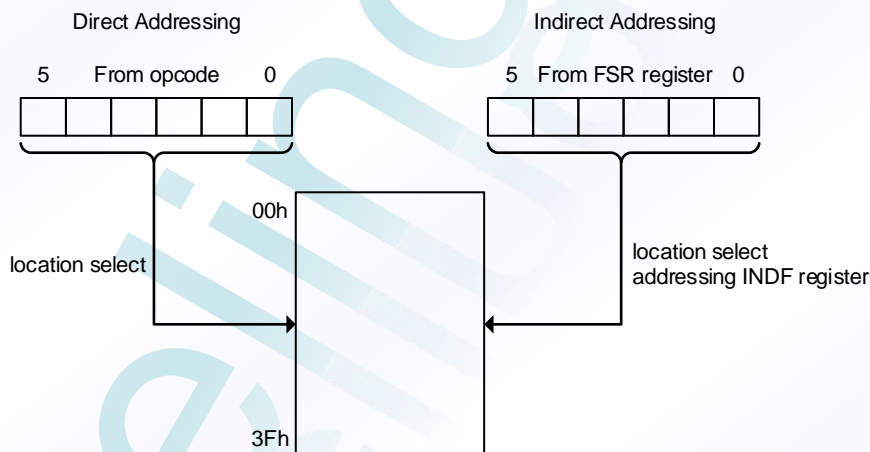 Direct Addressing
Indirect Addressing
5 From opcode 0
5 From FSR register 0
00h
location select
location select
addressing INDF register
3Fh